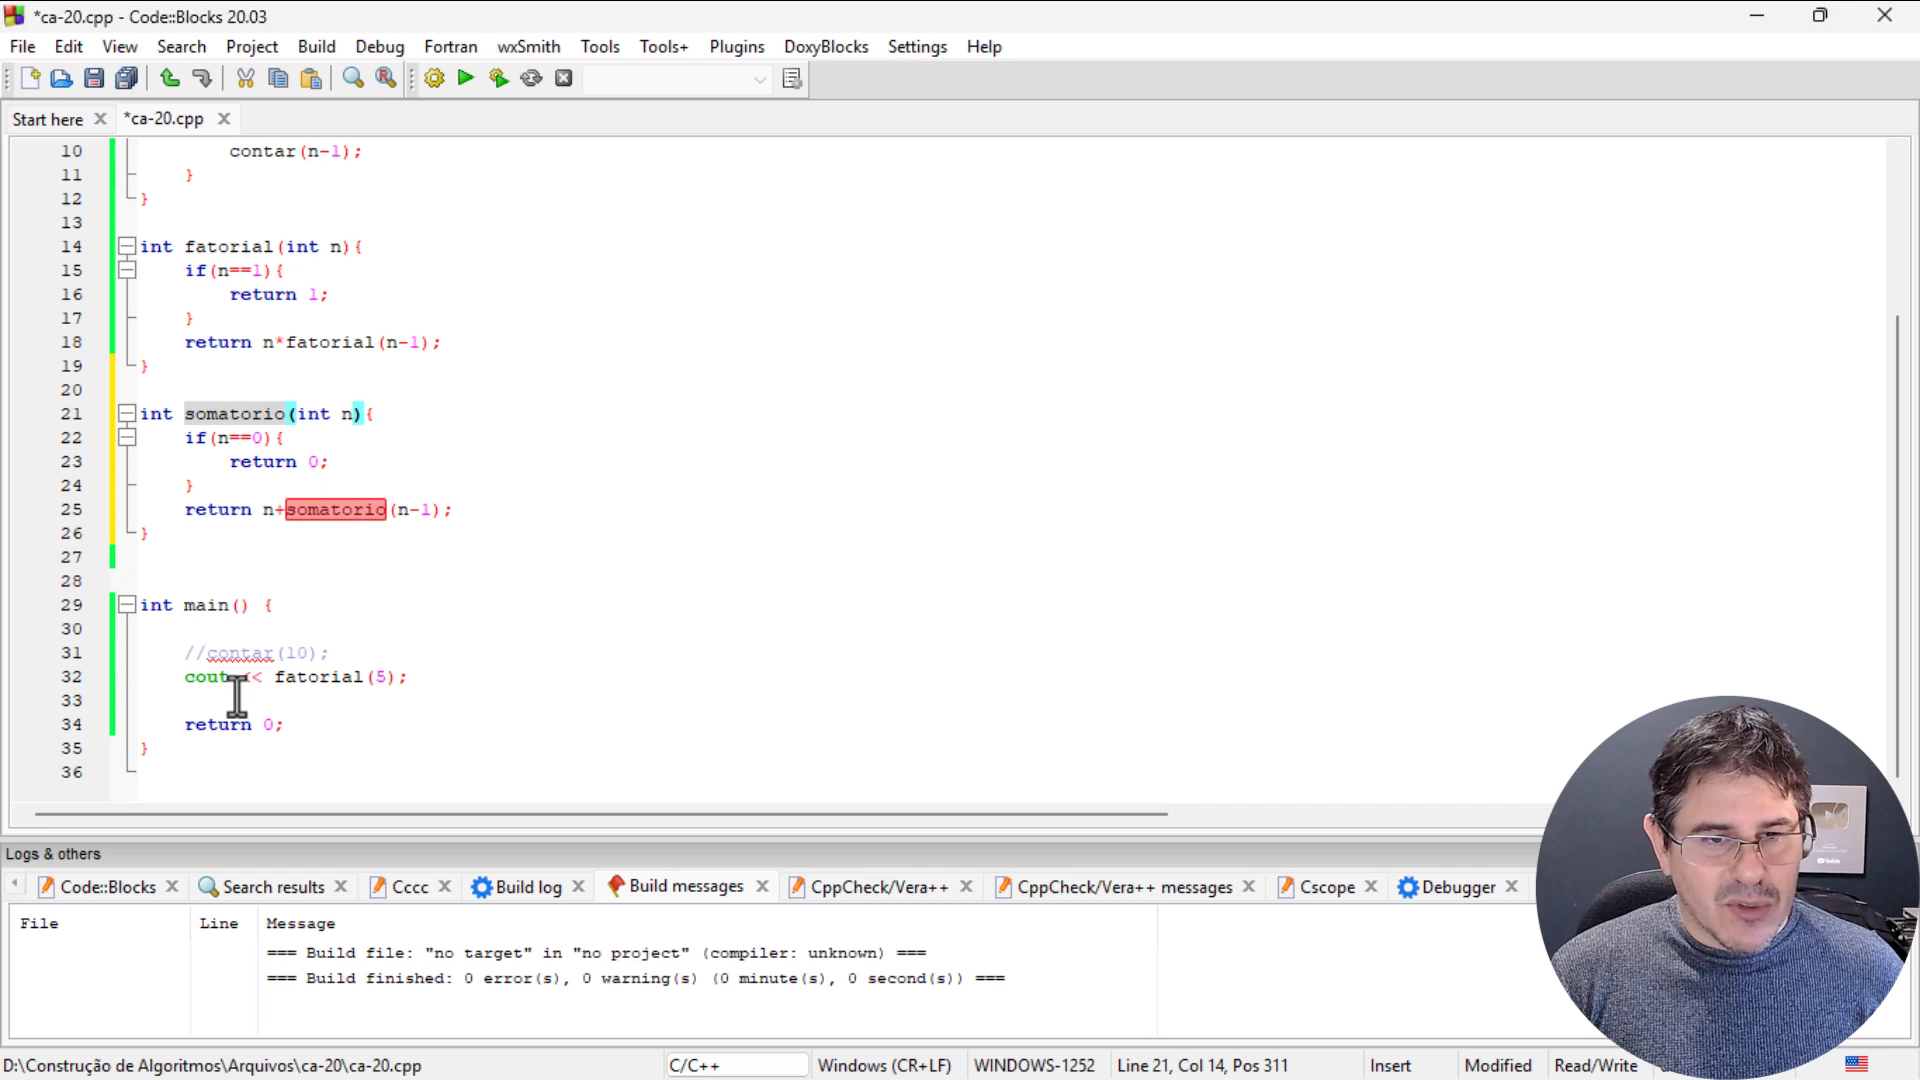 *ca-20.cpp - Code::Blocks 20.03
File Edit View Search Project Build Debug Fortran wxSmith Tools Tools+ Plugins DoxyBlocks Settings Help
Start here *ca-20.cpp
10 contar(n-1);
11 }
12 }
13
14 int fatorial(int n){
15 if(n==1){
16 return 1;
17 }
18 return n*fatorial(n-1);
19 }
20
21 int somatorio(int n){
22 if(n==0){
23 return 0;
24 }
25 return n+somatorio(n-1);
26 }
27
28
29 int main() {
30
31 //contar(10);
32 cout << fatorial(5);
33
34 return 0;
35 }
36
Logs & others
Code::Blocks Search results Cccc Build log Build messages CppCheck/Vera++ CppCheck/Vera++ messages Cscope Debugger
File Line Message
=== Build file: "no target" in "no project" (compiler: unknown) ===
=== Build finished: 0 error(s), 0 warning(s) (0 minute(s), 0 second(s)) ===
D:\Construção de Algoritmos\Arquivos\ca-20\ca-20.cpp C/C++ Windows (CR+LF) WINDOWS-1252 Line 21, Col 14, Pos 311 Insert Modified Read/Write